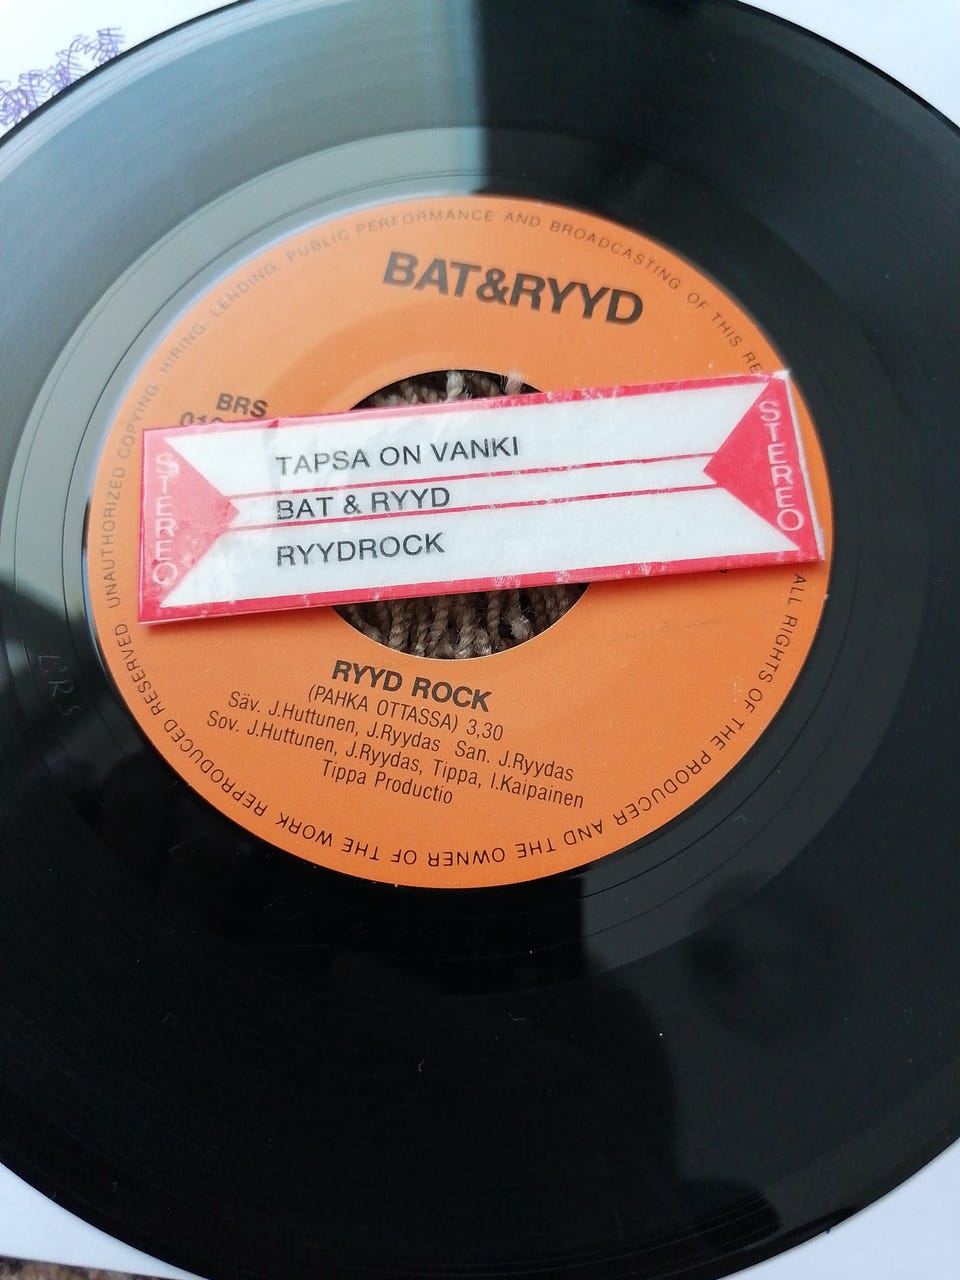 BAT&RYYD
BRS
STEREO
TAPSA ON VANKI
BAT & RYYD
RYYDROCK
STEREO
RYYD ROCK
(PAHKA OTTASSA) 3,30
Säv. J.Huttunen, J.Ryydas San. J.Ryydas
Sov. J.Huttunen, J.Ryydas, Tippa, I.Kaipainen
Tippa Productio
ALL RIGHTS OF THE PRODUCER AND THE OWNER OF THE WORK REPRODUCED RESERVED. UNAUTHORIZED COPYING. HIRING. LENDING. PUBLIC PERFORMANCE AND BROADCASTING OF THIS